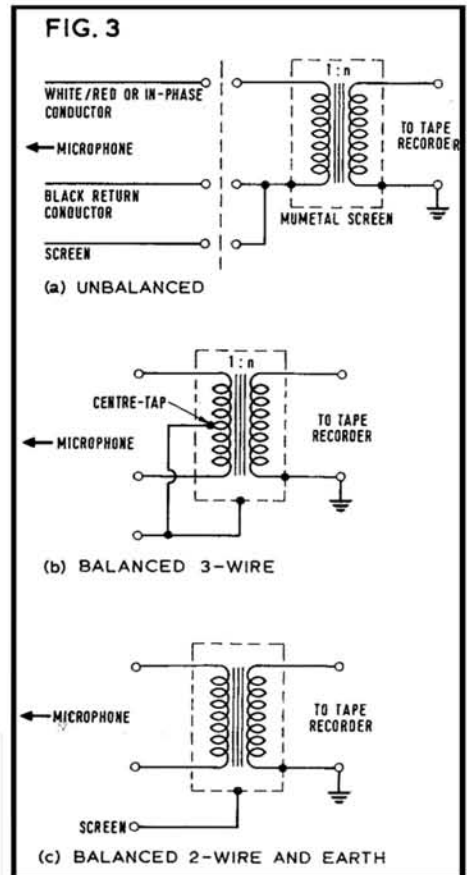 FIG. 3
1:n
WHITE/RED OR IN-PHASE
CONDUCTOR
MICROPHONE
TO TAPE
RECORDER
BLACK RETURN
CONDUCTOR
MUMETAL SCREEN
SCREEN
(a) UNBALANCED
1:n
CENTRE-TAP
TO TAPE
RECORDER
MICROPHONE
(b) BALANCED 3-WIRE
MICROPHONE
TO TAPE
RECORDER
SCREEN
(c) BALANCED 2-WIRE AND EARTH